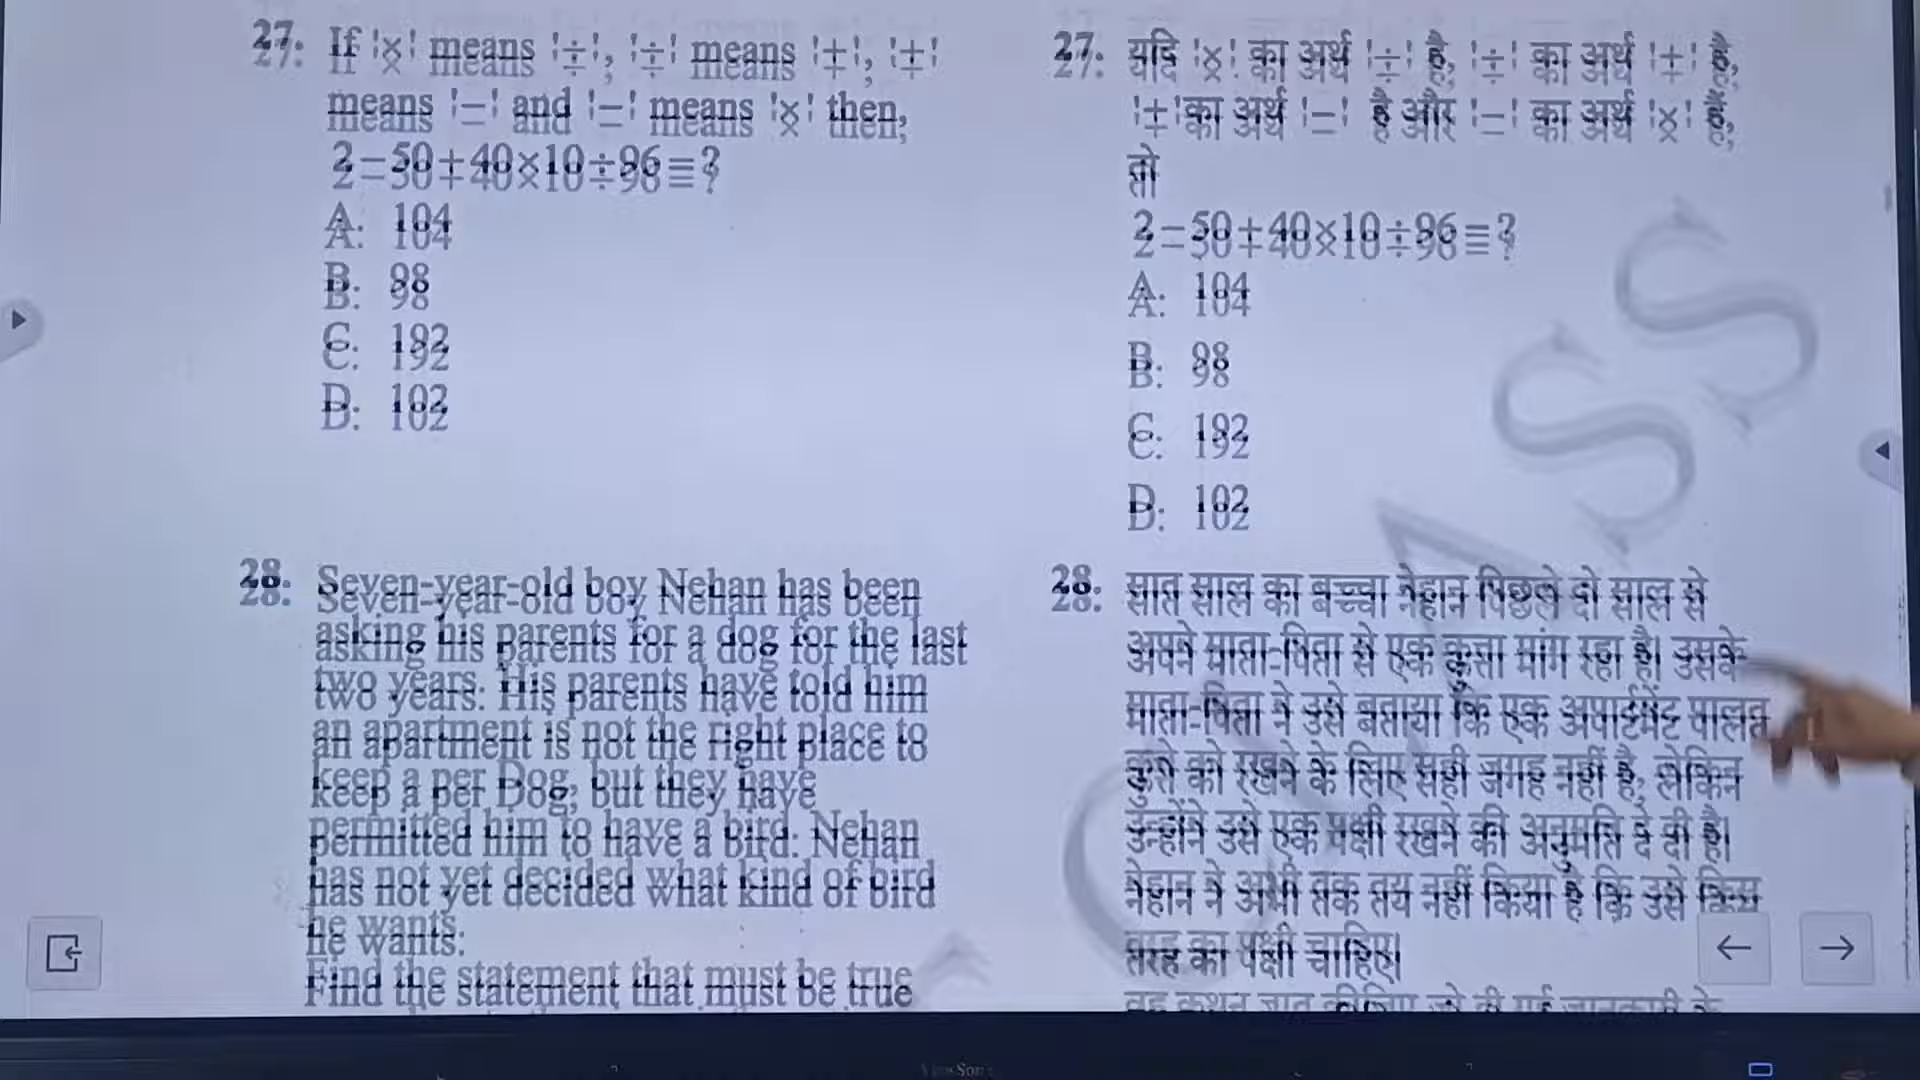 27. If '×' means '÷', '÷' means '+', '+'
means '−' and '−' means '×' then,
2−50+40×10÷96=?
A. 104
B. 98
C. 192
D. 102
28. Seven-year-old boy Nehan has been
asking his parents for a dog for the last
two years. His parents have told him
an apartment is not the right place to
keep a per Dog, but they have
permitted him to have a bird. Nehan
has not yet decided what kind of bird
he wants.
Find the statement that must be true
27. यदि '×' का अर्थ '÷' है, '÷' का अर्थ '+' है,
'+'का अर्थ '−' है और '−' का अर्थ '×' है,
तो
2−50+40×10÷96=?
A. 104
B. 98
C. 192
D. 102
28. सात साल का बच्चा नेहान पिछले दो साल से
अपने माता-पिता से एक कुत्ता मांग रहा है। उसके
माता-पिता ने उसे बताया कि एक अपार्टमेंट पालतू
कुत्ते को रखने के लिए सही जगह नहीं है, लेकिन
उन्होंने उसे एक पक्षी रखने की अनुमति दे दी है।
नेहान ने अभी तक तय नहीं किया है कि उसे किस
तरह का पक्षी चाहिए।
वह कथन ज्ञात कीजिए जो दी गई जानकारी के